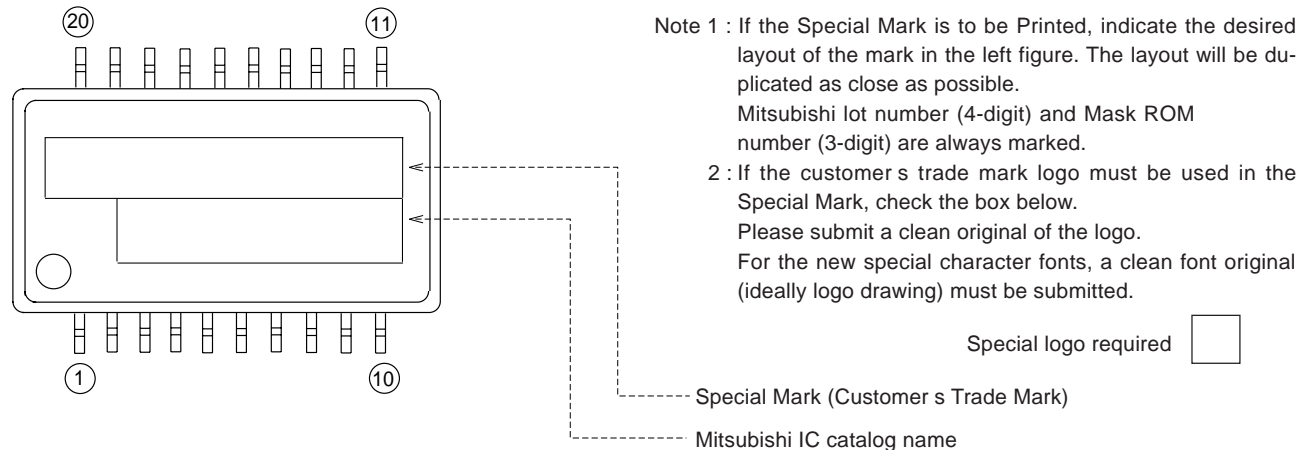 20
11
1
10
Note 1 : If the Special Mark is to be Printed, indicate the desired
layout of the mark in the left figure. The layout will be du-
plicated as close as possible.
Mitsubishi lot number (4-digit) and Mask ROM
number (3-digit) are always marked.
2 : If the customer s trade mark logo must be used in the
Special Mark, check the box below.
Please submit a clean original of the logo.
For the new special character fonts, a clean font original
(ideally logo drawing) must be submitted.
Special logo required
Special Mark (Customer s Trade Mark)
Mitsubishi IC catalog name